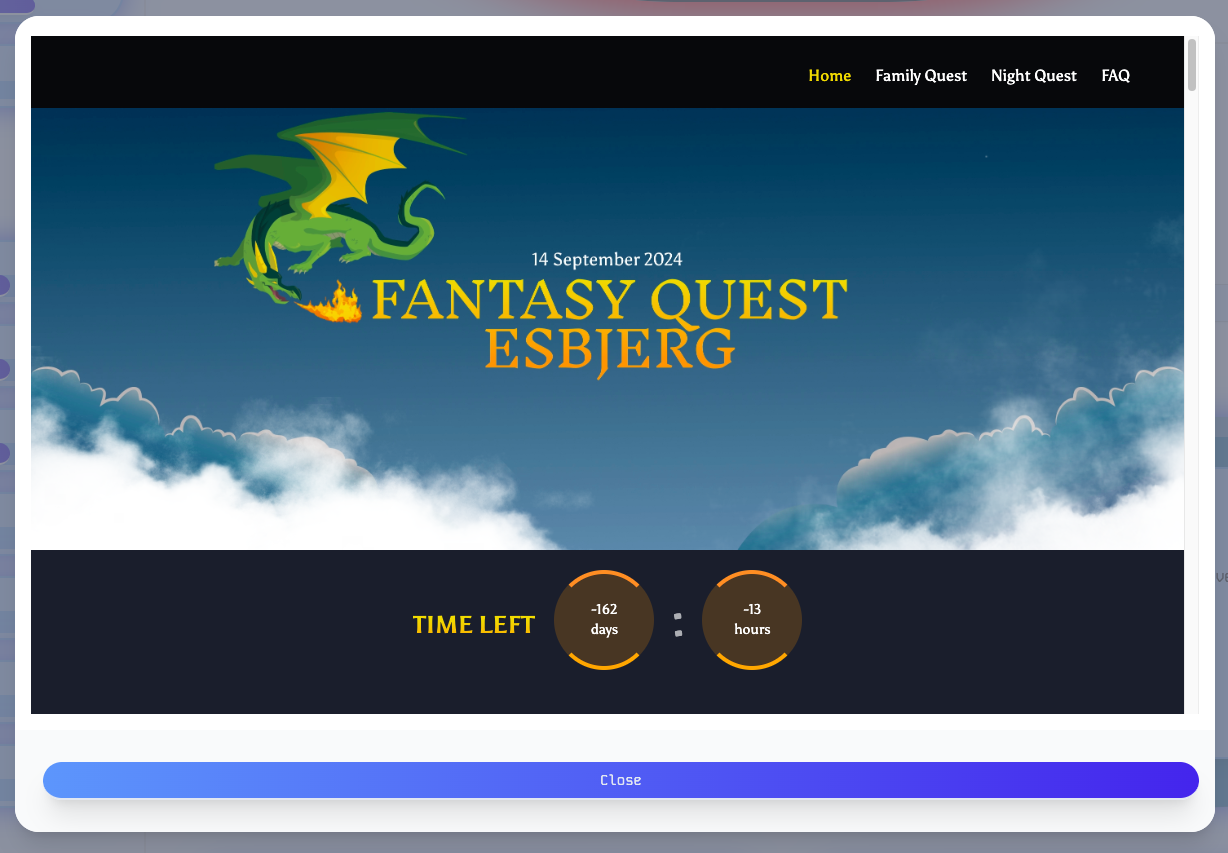 Home Family Quest Night Quest FAQ
14 September 2024
FANTASY QUEST
ESBJERG
TIME LEFT
-162
days
:
-13
hours
Close